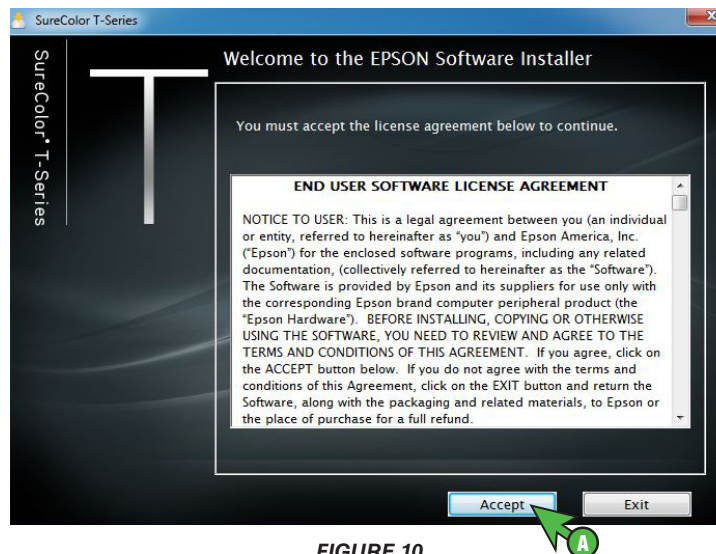 SureColor T-Series
SureColor® T-Series
T
Welcome to the EPSON Software Installer
You must accept the license agreement below to continue.
END USER SOFTWARE LICENSE AGREEMENT
NOTICE TO USER: This is a legal agreement between you (an individual
or entity, referred to hereinafter as “you”) and Epson America, Inc.
(“Epson”) for the enclosed software programs, including any related
documentation, (collectively referred to hereinafter as the “Software”).
The Software is provided by Epson and its suppliers for use only with
the corresponding Epson brand computer peripheral product (the
“Epson Hardware”).  BEFORE INSTALLING, COPYING OR OTHERWISE
USING THE SOFTWARE, YOU NEED TO REVIEW AND AGREE TO THE
TERMS AND CONDITIONS OF THIS AGREEMENT.  If you agree, click on
the ACCEPT button below.  If you do not agree with the terms and
conditions of this Agreement, click on the EXIT button and return the
Software, along with the packaging and related materials, to Epson or
the place of purchase for a full refund.
Accept
Exit
A
FIGURE 10